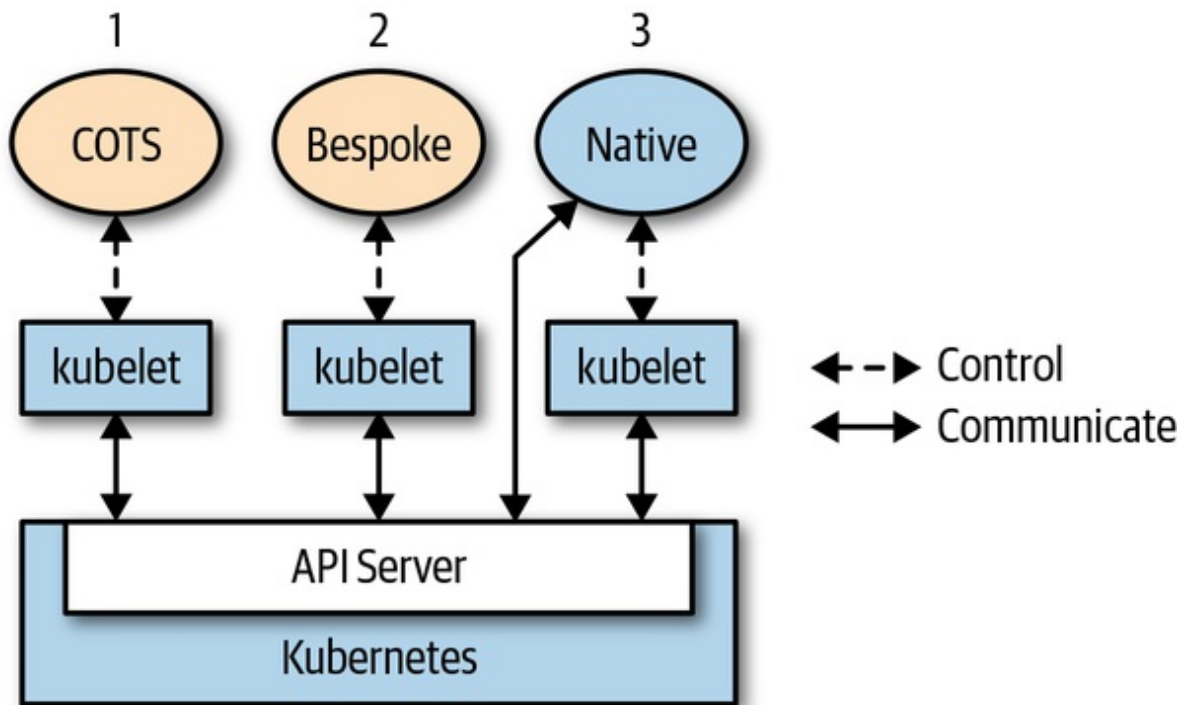 1 2 3
COTS Bespoke Native
kubelet kubelet kubelet
Control
Communicate
API Server
Kubernetes